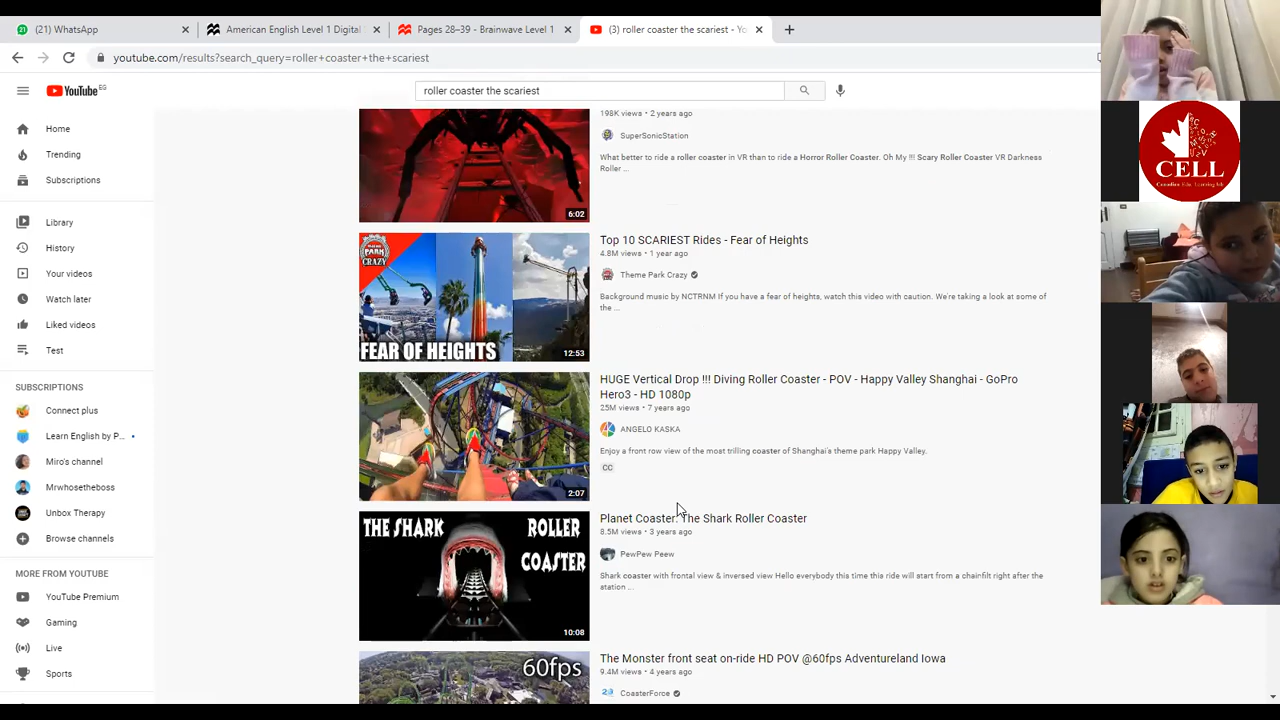 (21) WhatsApp
American English Level 1 Digital
Pages 28–39 - Brainwave Level 1
(3) roller coaster the scariest - Yo
youtube.com/results?search_query=roller+coaster+the+scariest
YouTube EG
roller coaster the scariest
Home
Trending
Subscriptions
Library
History
Your videos
Watch later
Liked videos
Test
SUBSCRIPTIONS
Connect plus
Learn English by P...
Miro's channel
Mrwhosetheboss
Unbox Therapy
Browse channels
MORE FROM YOUTUBE
YouTube Premium
Gaming
Live
Sports
198K views • 2 years ago
SuperSonicStation
What better to ride a roller coaster in VR than to ride a Horror Roller Coaster. Oh My !!! Scary Roller Coaster VR Darkness
Roller ...
6:02
PARK
CRAZY
FEAR OF HEIGHTS
12:53
Top 10 SCARIEST Rides - Fear of Heights
4.8M views • 1 year ago
Theme Park Crazy
Background music by NCTRNM If you have a fear of heights, watch this video with caution. We're taking a look at some of
the ...
2:07
HUGE Vertical Drop !!! Diving Roller Coaster - POV - Happy Valley Shanghai - GoPro
Hero3 - HD 1080p
25M views • 7 years ago
ANGELO KASKA
Enjoy a front row view of the most trilling coaster of Shanghai's theme park Happy Valley.
CC
THE SHARK ROLLER
COASTER
10:08
Planet Coaster: The Shark Roller Coaster
8.5M views • 3 years ago
PewPew Peew
Shark coaster with frontal view & inversed view Hello everybody this time this ride will start from a chainlift right after the
station ...
60fps
The Monster front seat on-ride HD POV @60fps Adventureland Iowa
9.4M views • 4 years ago
CoasterForce
CELL